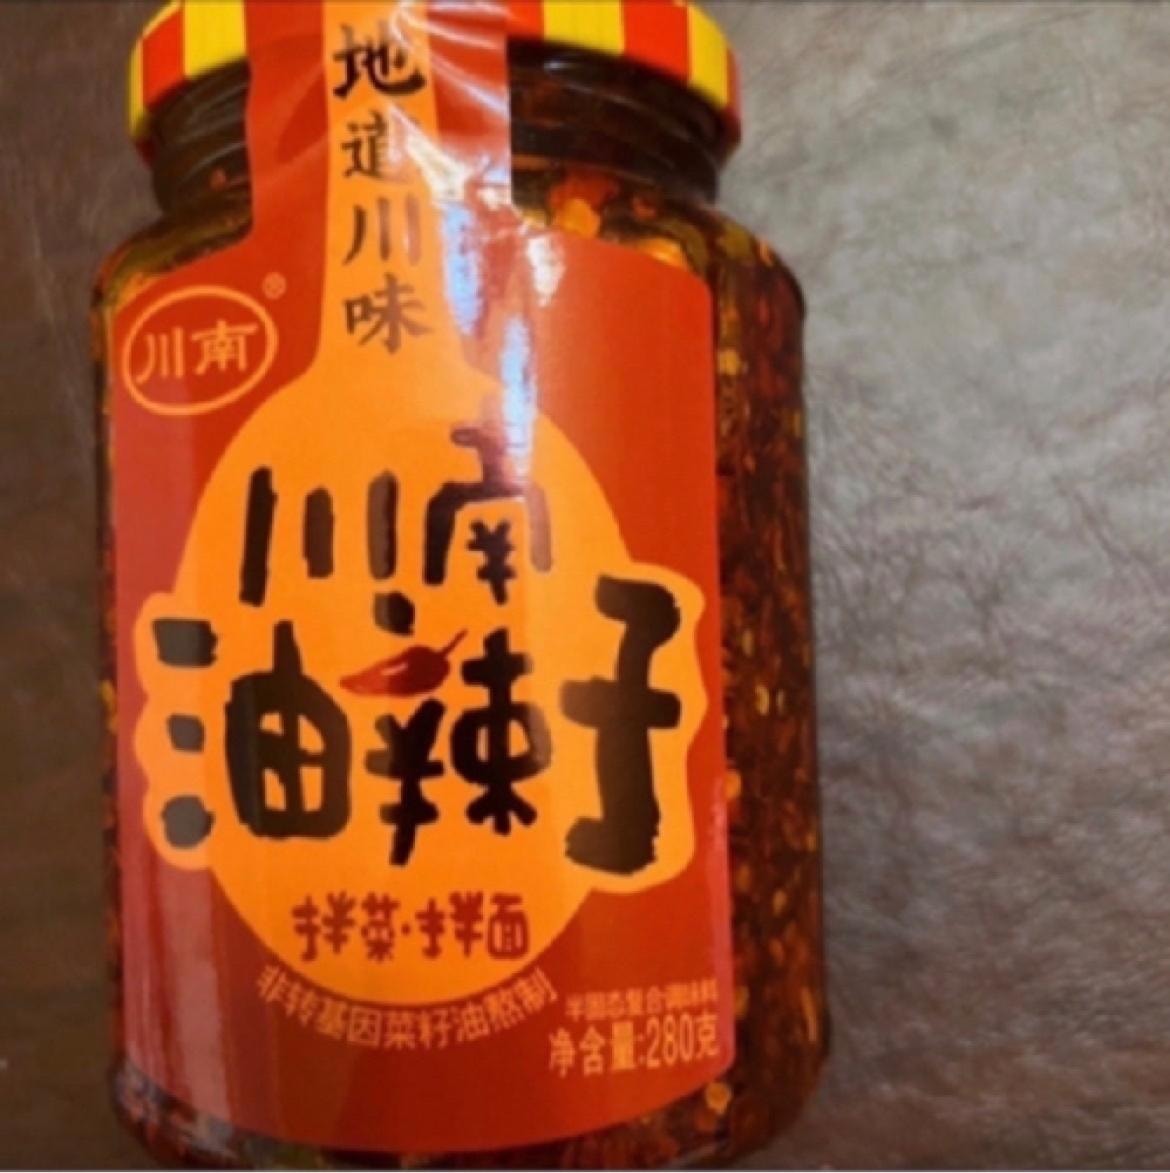 地道川味
川南®
川南
油辣子
拌菜·拌面
非转基因菜籽油熬制
半固态复合调味料
净含量:280克